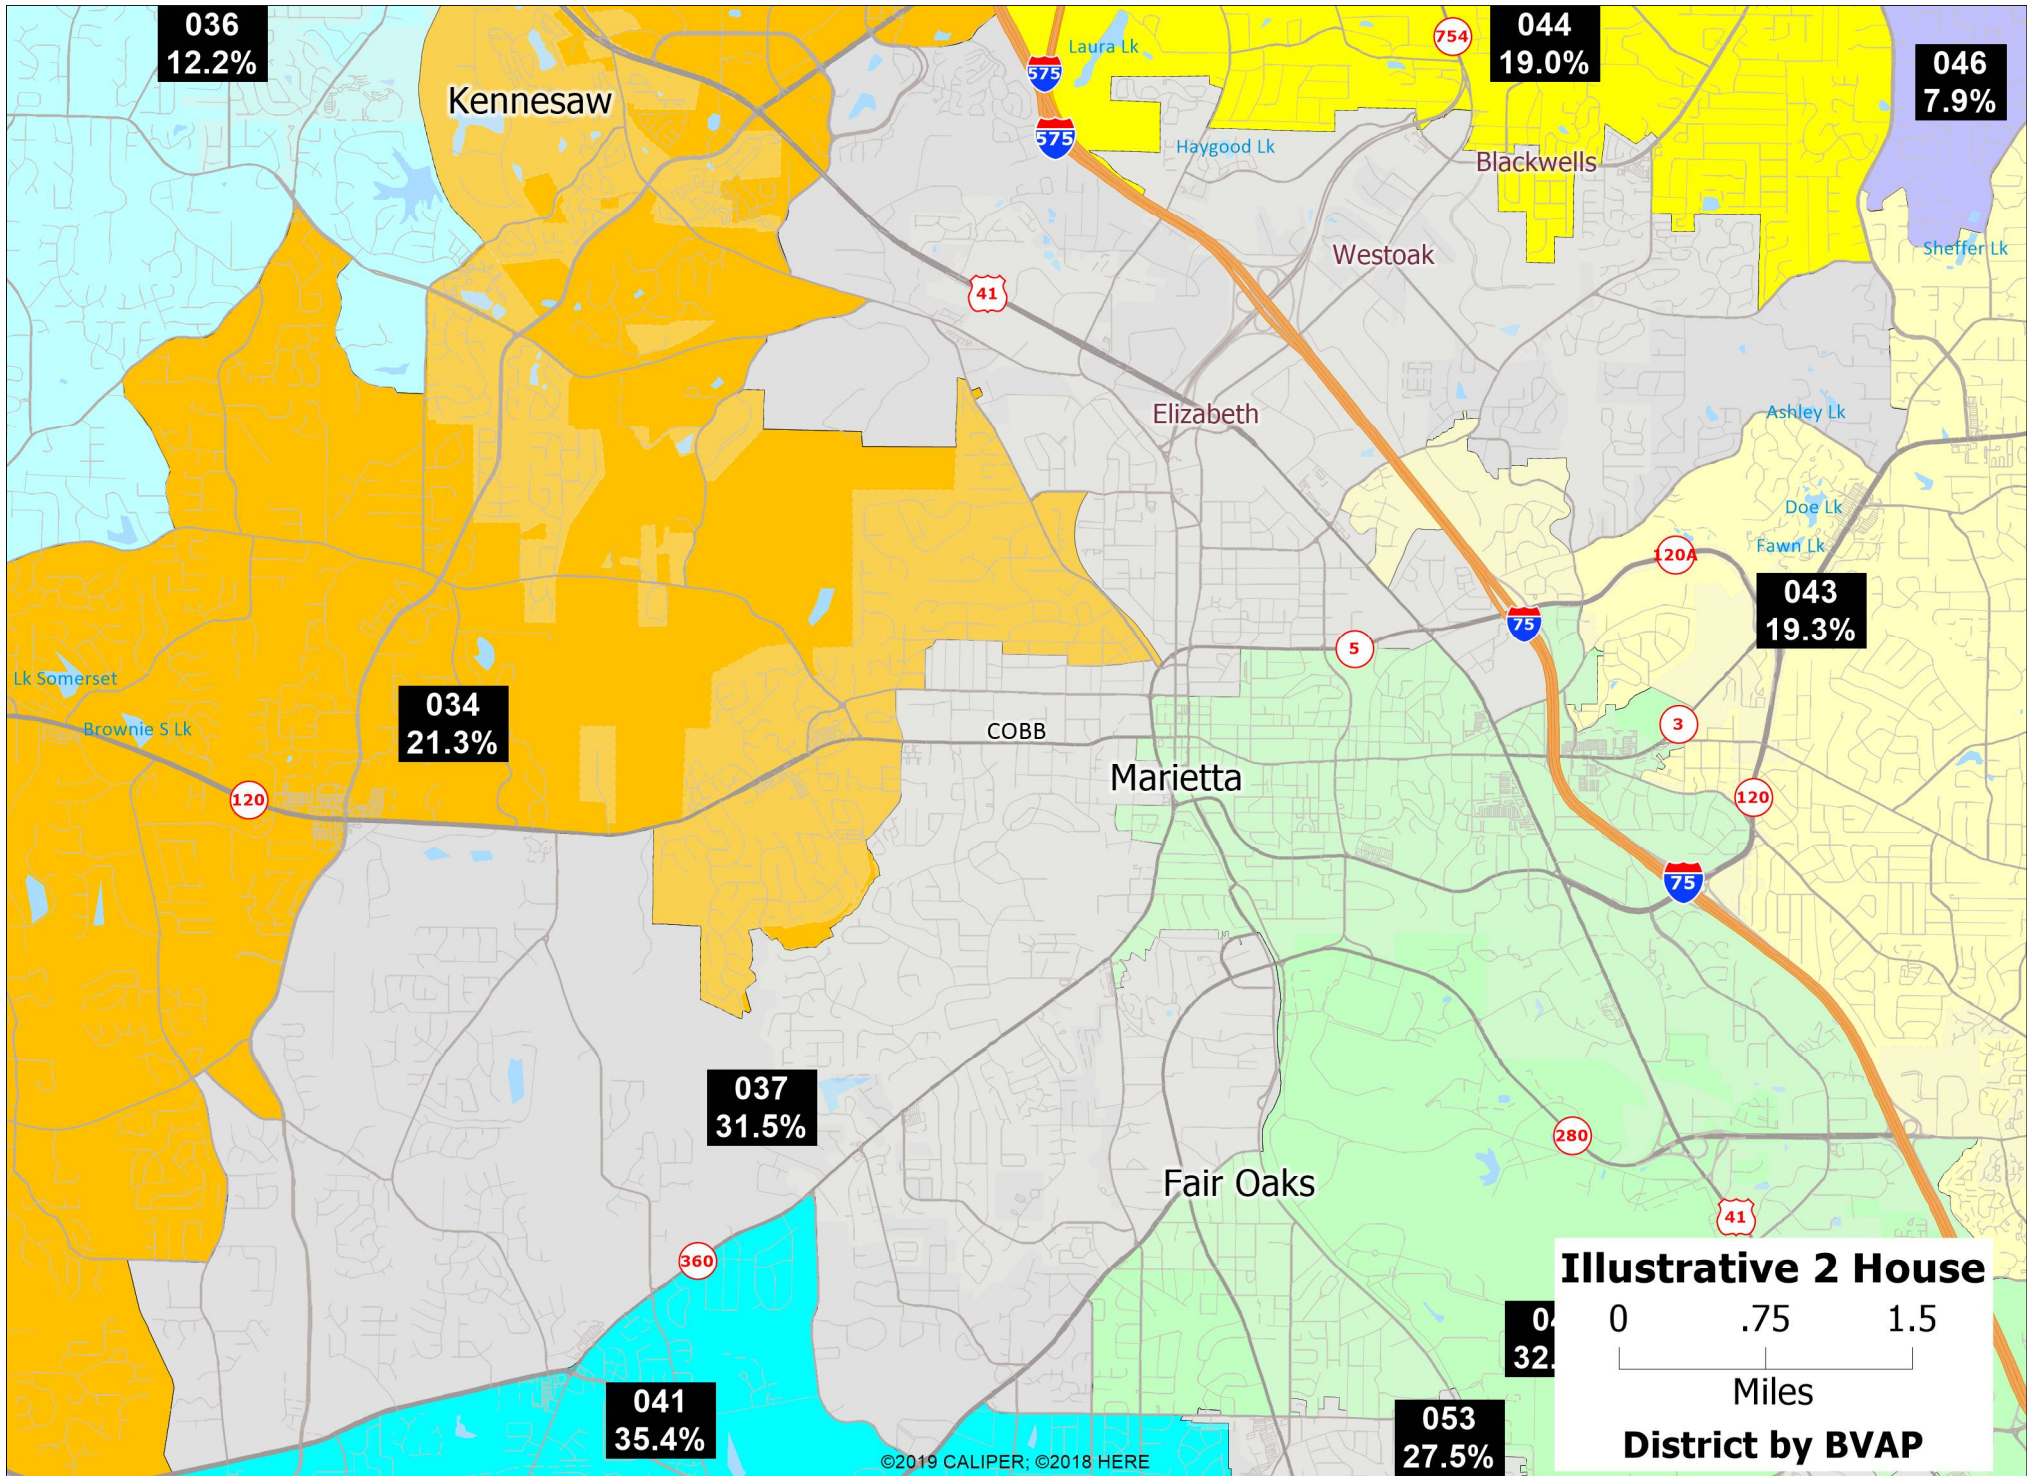 036
12.2%
Kennesaw
575
575
Laura Lk
754
044
19.0%
046
7.9%
Haygood Lk
Blackwells
Westoak
Sheffer Lk
41
Elizabeth
Ashley Lk
Doe Lk
Fawn Lk
120A
043
19.3%
75
5
Lk Somerset
Brownie S Lk
034
21.3%
3
COBB
Marietta
120
120
75
037
31.5%
280
Fair Oaks
41
360
041
35.4%
053
27.5%
Illustrative 2 House
0 .75 1.5
Miles
District by BVAP
©2019 CALIPER; ©2018 HERE